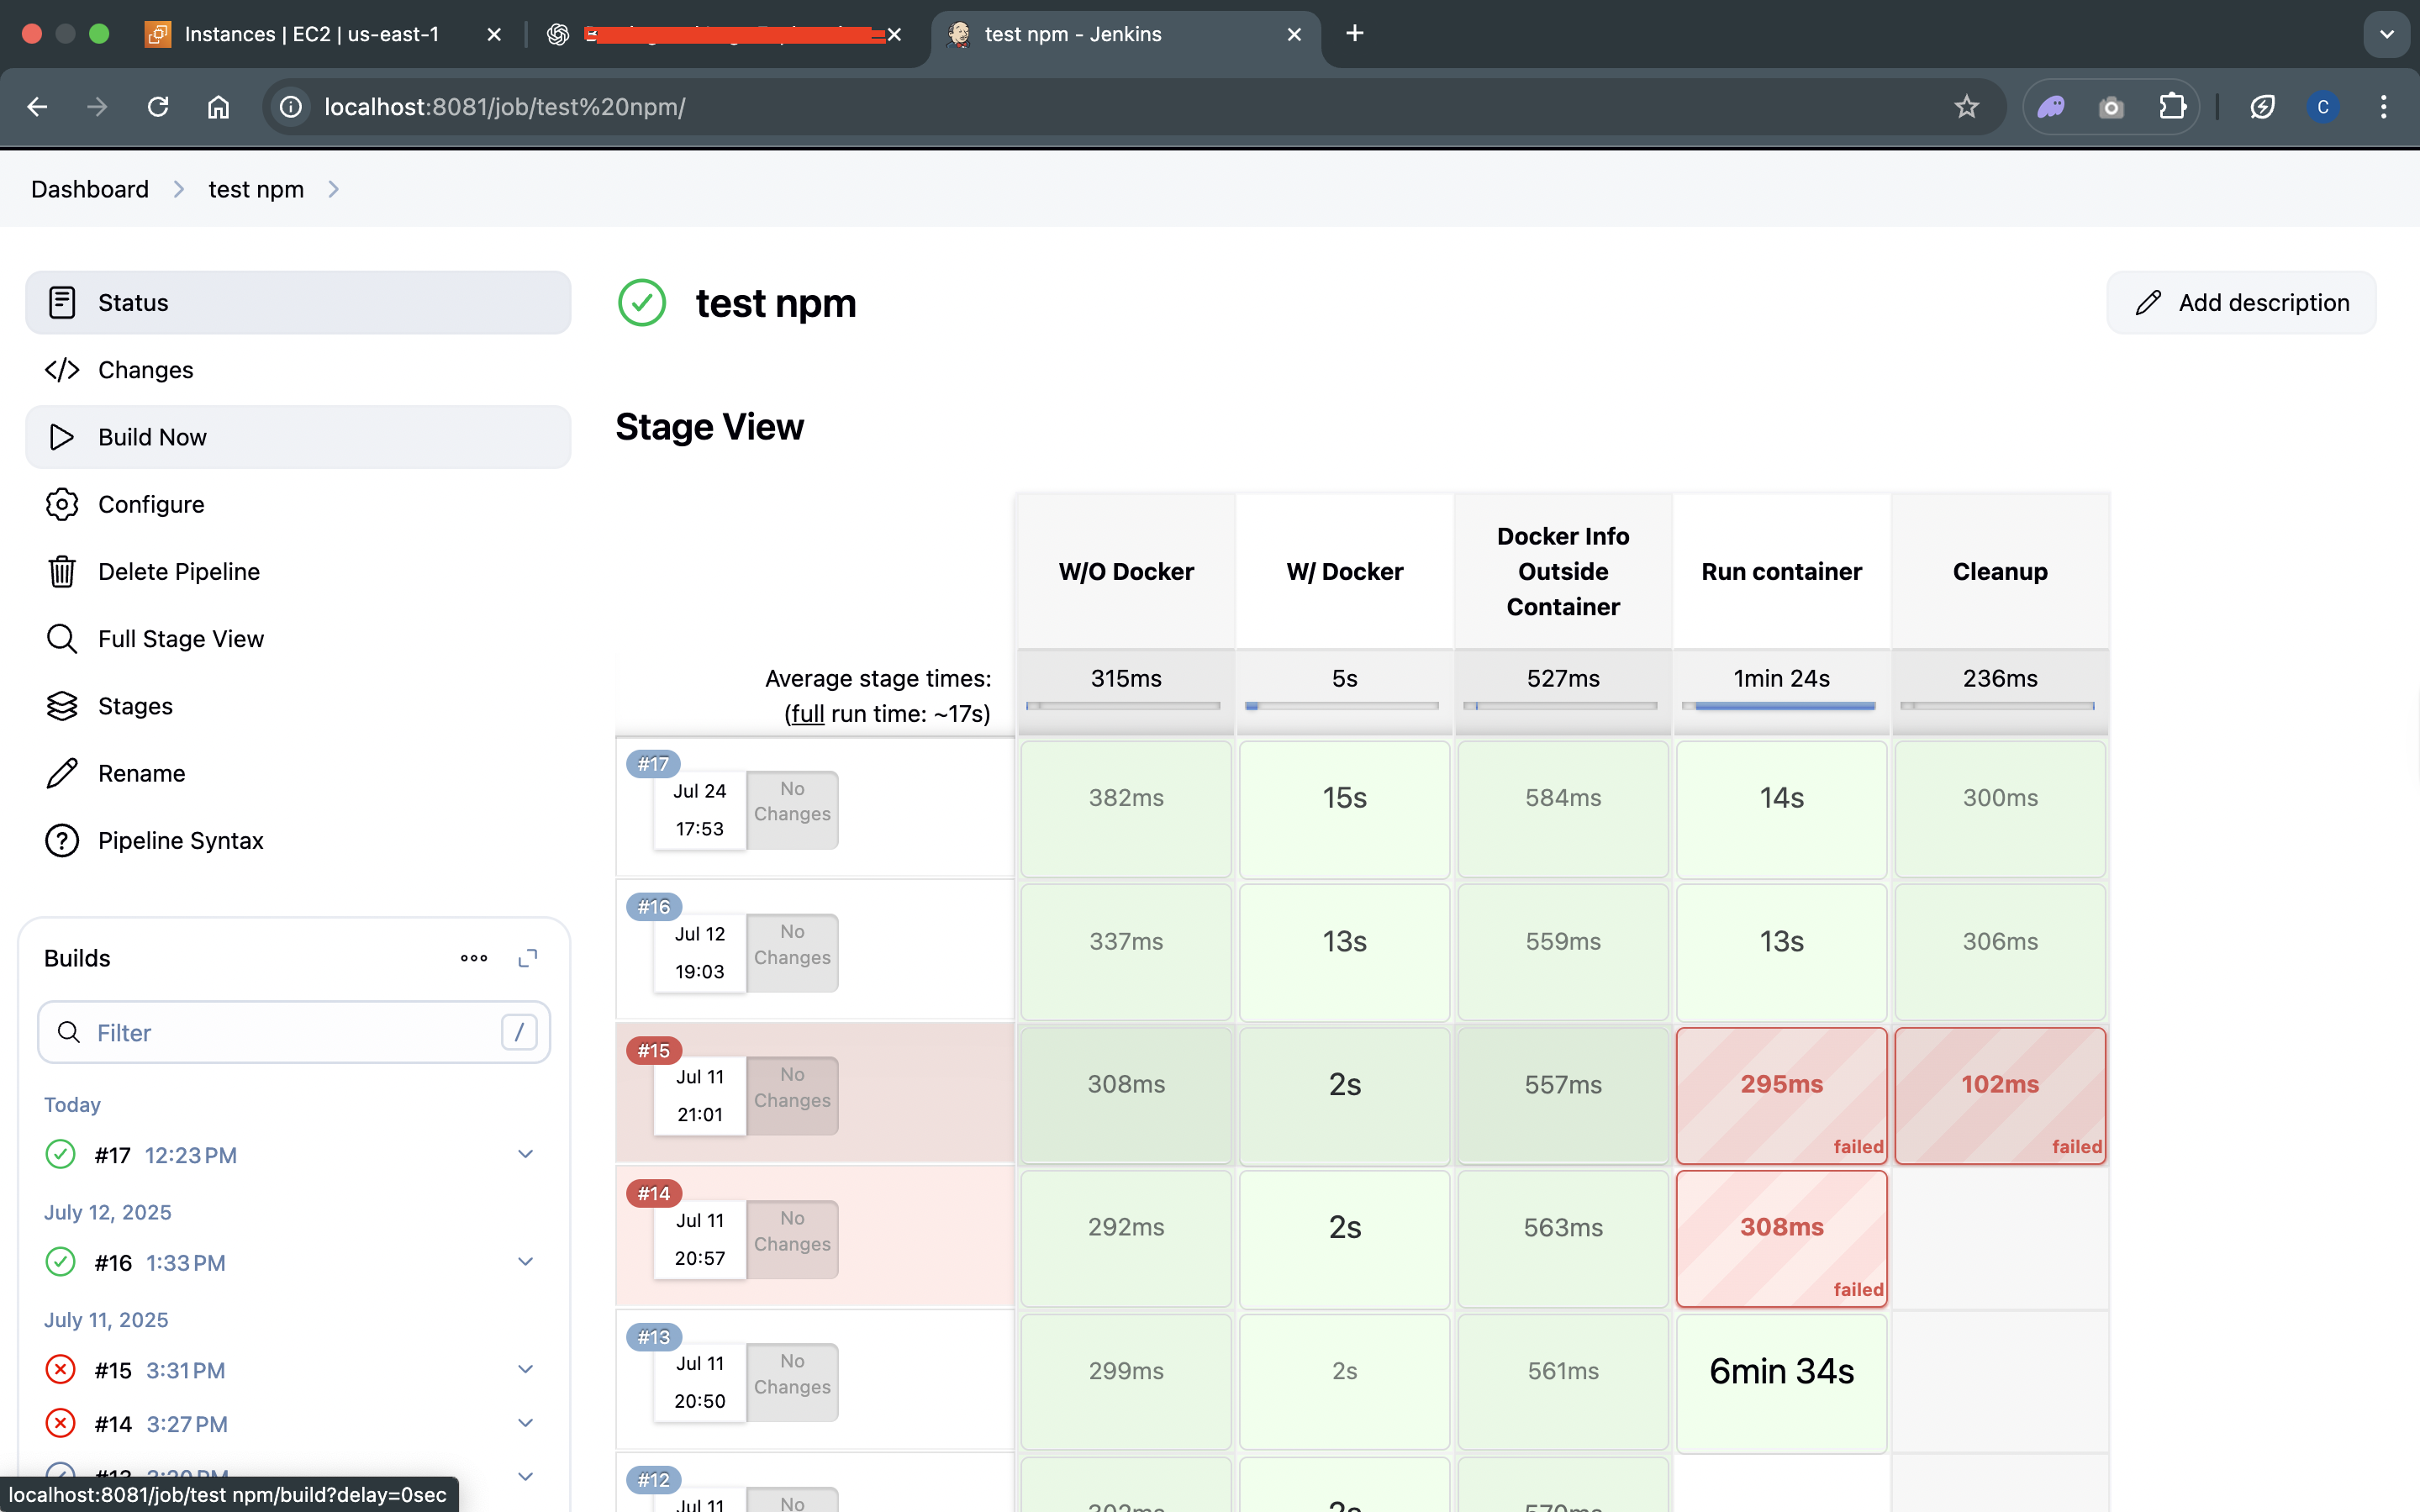 Instances | EC2 | us-east-1
test npm - Jenkins
localhost:8081/job/test%20npm/
C
Dashboard
test npm
Status
Changes
Build Now
Configure
Delete Pipeline
Full Stage View
Stages
Rename
Pipeline Syntax
Builds
Filter
/
Today
#17 12:23 PM
July 12, 2025
#16 1:33 PM
July 11, 2025
#15 3:31 PM
#14 3:27 PM
localhost:8081/job/test npm/build?delay=0sec
test npm
Add description
Stage View
W/O Docker
W/ Docker
Docker Info
Outside
Container
Run container
Cleanup
Average stage times:
(full run time: ~17s)
315ms
5s
527ms
1min 24s
236ms
#17
Jul 24
17:53
No
Changes
382ms
15s
584ms
14s
300ms
#16
Jul 12
19:03
No
Changes
337ms
13s
559ms
13s
306ms
#15
Jul 11
21:01
No
Changes
308ms
2s
557ms
295ms
failed
102ms
failed
#14
Jul 11
20:57
No
Changes
292ms
2s
563ms
308ms
failed
#13
Jul 11
20:50
No
Changes
299ms
2s
561ms
6min 34s
#12
Jul 11
No